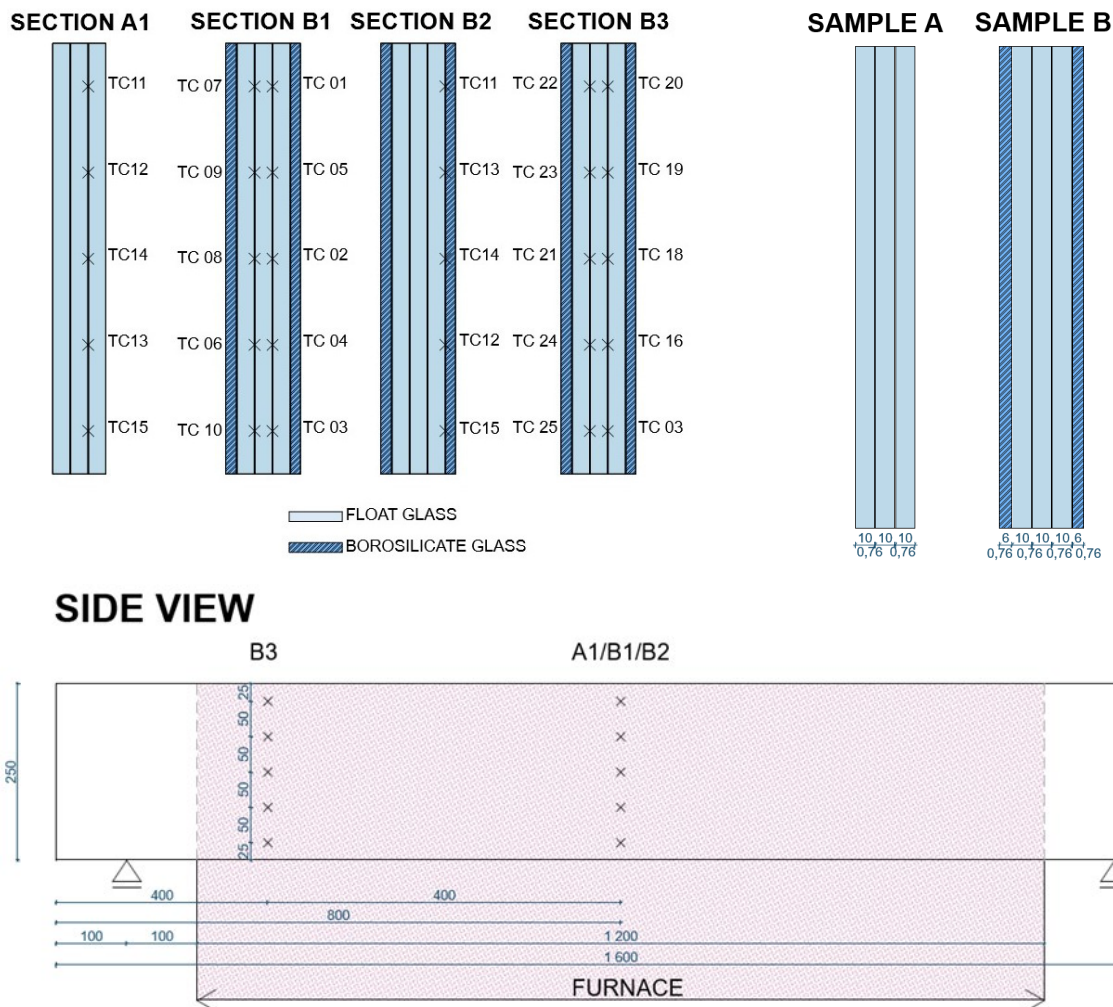 SECTION A1 SECTION B1 SECTION B2 SECTION B3 SAMPLE A SAMPLE B
TC11 TC 07 TC 01 TC11 TC 22 TC 20
TC12 TC 09 TC 05 TC13 TC 23 TC 19
TC14 TC 08 TC 02 TC14 TC 21 TC 18
TC13 TC 06 TC 04 TC12 TC 24 TC 16
TC15 TC 10 TC 03 TC15 TC 25 TC 03
FLOAT GLASS
BOROSILICATE GLASS
10 10 10 6 10 10 10 6
0,76 0,76 0,76 0,76 0,76 0,76
SIDE VIEW
B3 A1/B1/B2
25
50
50
250
50
50
25
400 400
800
100 100 1 200
1 600
FURNACE